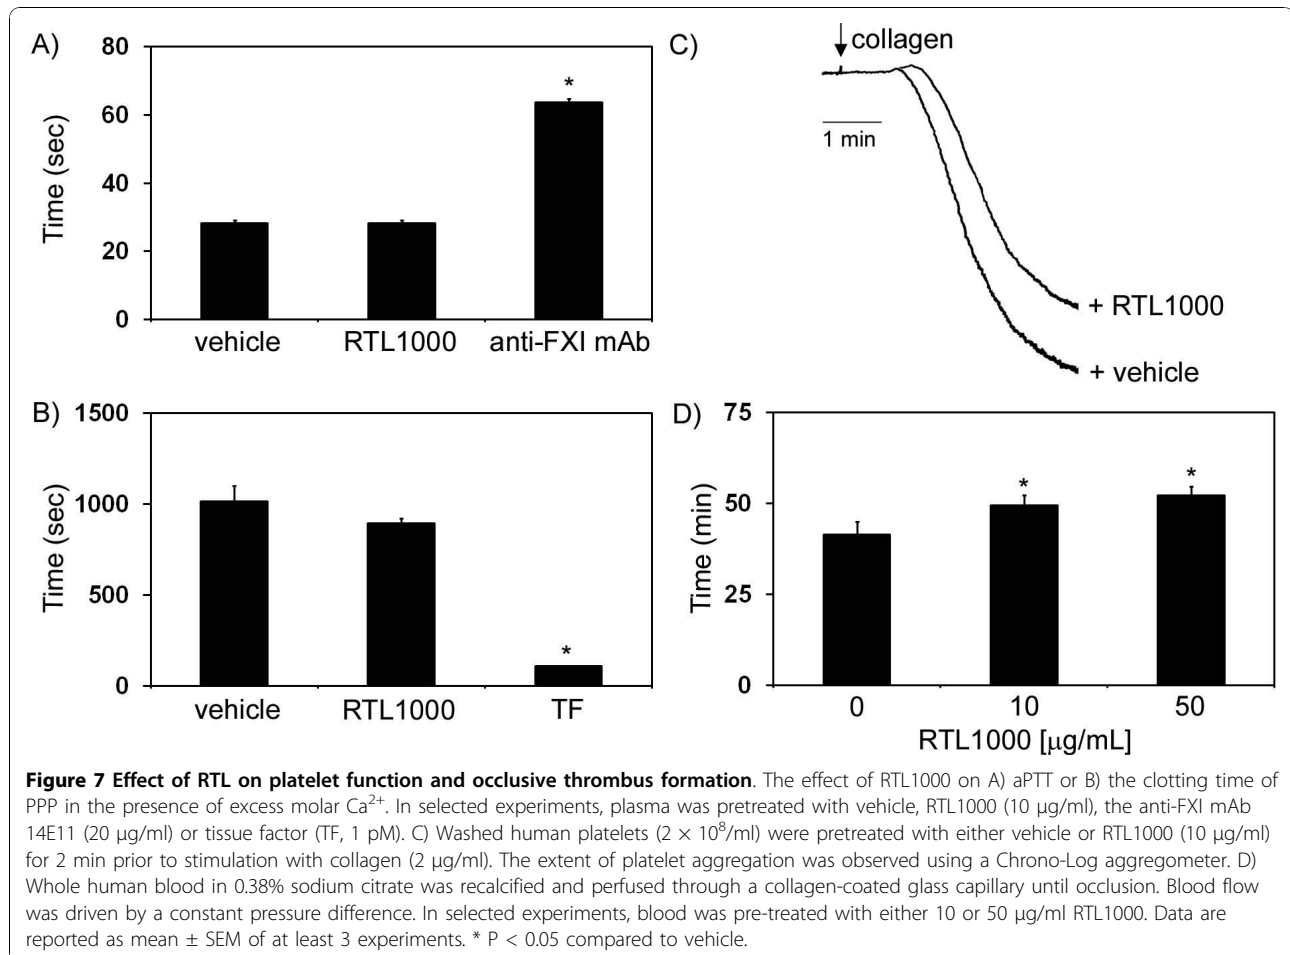 A)
80
60
40
20
0
Time (sec)
*
vehicle RTL1000 anti-FXI mAb
B)
1500
1000
500
0
Time (sec)
*
vehicle RTL1000 TF
C)
collagen
1 min
+ RTL1000
+ vehicle
D)
75
50
25
0
Time (min)
* *
0 10 50
RTL1000 [μg/mL]
Figure 7 Effect of RTL on platelet function and occlusive thrombus formation. The effect of RTL1000 on A) aPTT or B) the clotting time of
PPP in the presence of excess molar Ca²⁺. In selected experiments, plasma was pretreated with vehicle, RTL1000 (10 μg/ml), the anti-FXI mAb
14E11 (20 μg/ml) or tissue factor (TF, 1 pM). C) Washed human platelets (2 × 10⁸/ml) were pretreated with either vehicle or RTL1000 (10 μg/ml)
for 2 min prior to stimulation with collagen (2 μg/ml). The extent of platelet aggregation was observed using a Chrono-Log aggregometer. D)
Whole human blood in 0.38% sodium citrate was recalcified and perfused through a collagen-coated glass capillary until occlusion. Blood flow
was driven by a constant pressure difference. In selected experiments, blood was pre-treated with either 10 or 50 μg/ml RTL1000. Data are
reported as mean ± SEM of at least 3 experiments. * P < 0.05 compared to vehicle.